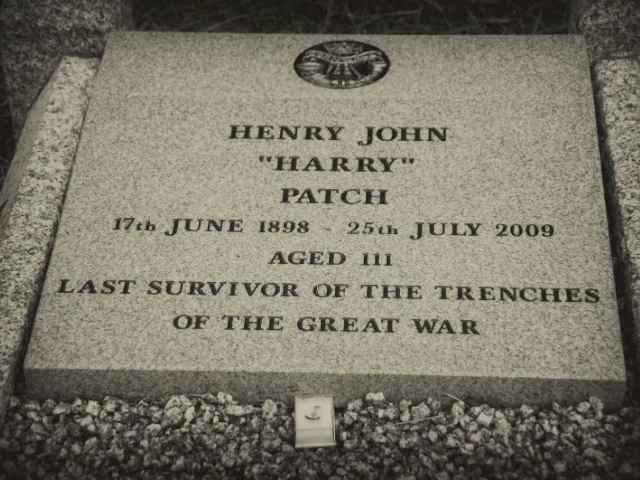 HENRY JOHN
"HARRY"
PATCH
17th JUNE 1898 - 25th JULY 2009
AGED 111
LAST SURVIVOR OF THE TRENCHES
OF THE GREAT WAR